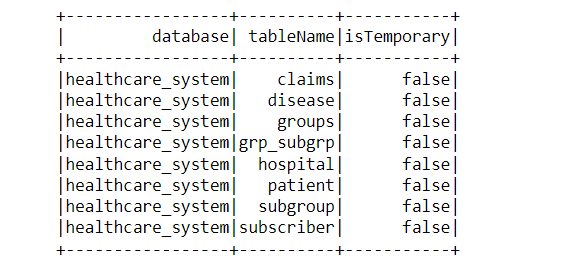 +-----------------+----------+-----------+
|         database| tableName|isTemporary|
+-----------------+----------+-----------+
|healthcare_system|    claims|      false|
|healthcare_system|   disease|      false|
|healthcare_system|    groups|      false|
|healthcare_system|grp_subgrp|      false|
|healthcare_system|  hospital|      false|
|healthcare_system|   patient|      false|
|healthcare_system|  subgroup|      false|
|healthcare_system|subscriber|      false|
+-----------------+----------+-----------+